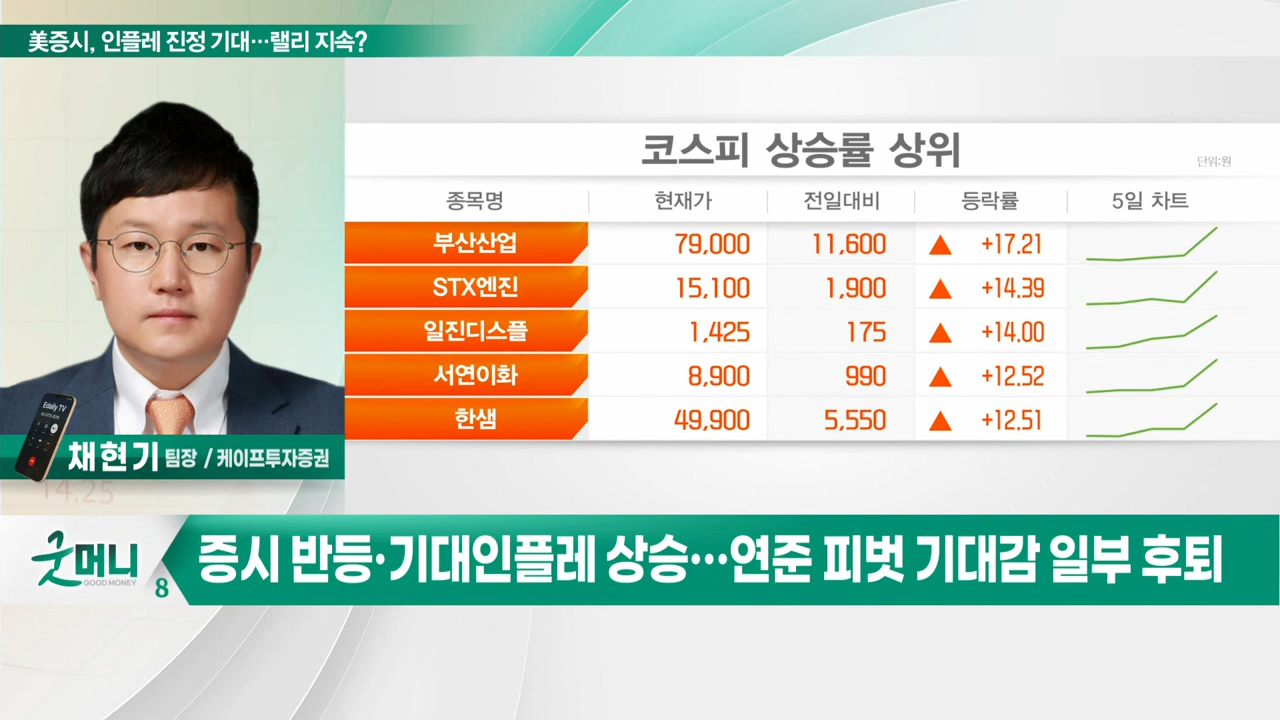 美증시, 인플레 진정 기대…랠리 지속?
코스피 상승률 상위
단위:원
종목명 현재가 전일대비 등락률 5일 차트
부산산업 79,000 11,600 ▲ +17.21
STX엔진 15,100 1,900 ▲ +14.39
일진디스플 1,425 175 ▲ +14.00
서연이화 8,900 990 ▲ +12.52
한샘 49,900 5,550 ▲ +12.51
Edaily TV
채현기 팀장 / 케이프투자증권
14.25
굿머니
GOOD MONEY
8
증시 반등·기대인플레 상승…연준 피벗 기대감 일부 후퇴